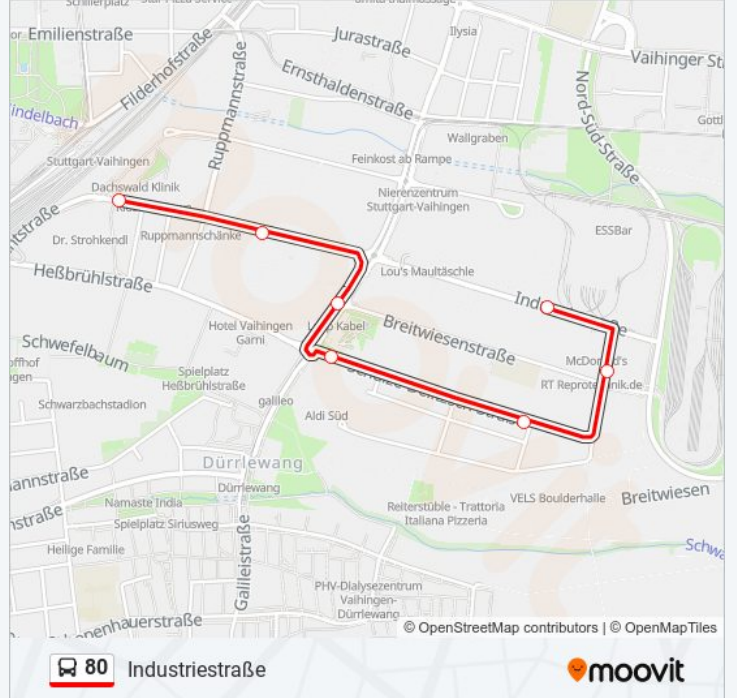 Schillerplatz
Emilienstraße
Filderhofstraße
Ruppmannstraße
Jurastraße
Ilysia
Ernsthaldenstraße
Vaihinger
Nord-Süd-Straße
Wallgraben
Stuttgart-Vaihingen
Feinkost ab Rampe
Dachswald Klinik
Nierenzentrum
Stuttgart-Vaihingen
Dr. Strohkendl
Ruppmannschänke
ESSBar
Lou's Maultäschle
Heßbrühlstraße
Hotel Vaihingen
Garni
Kabel
Breitwiesenstraße
McDonald's
RT
Schwefelbaum
Spielplatz
Heßbrühlstraße
Schwarzbachstadion
galileo
Aldi Süd
Dürrlewang
Dürrlewang
Namaste India
Spielplatz Siriusweg
Reiterstüble - Trattoria
Italiana Pizzeria
VELS Boulderhalle
Breitwiesen
Heilige Familie
Galileistraße
PHV-Dialysezentrum
Vaihingen-
Dürrlewang
© OpenStreetMap contributors | © OpenMapTiles
80 Industriestraße
moovit